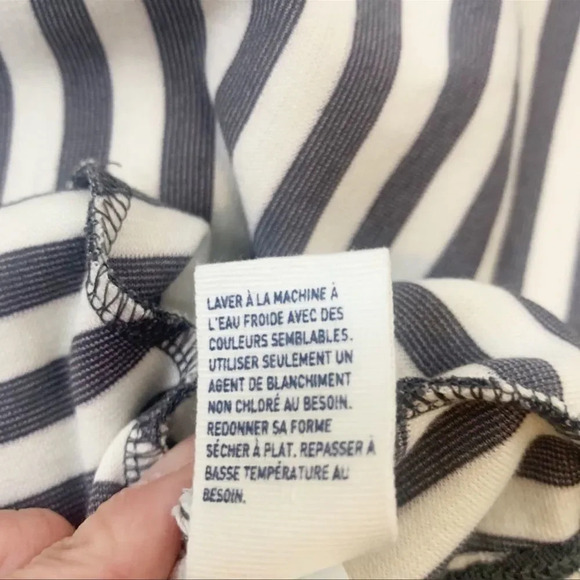 LAVER À LA MACHINE À
L'EAU FROIDE AVEC DES
COULEURS SEMBLABLES.
UTILISER SEULEMENT UN
AGENT DE BLANCHIMENT
NON CHLORÉ AU BESOIN.
REDONNER SA FORME
SÉCHER À PLAT. REPASSER À
BASSE TEMPÉRATURE AU
BESOIN.